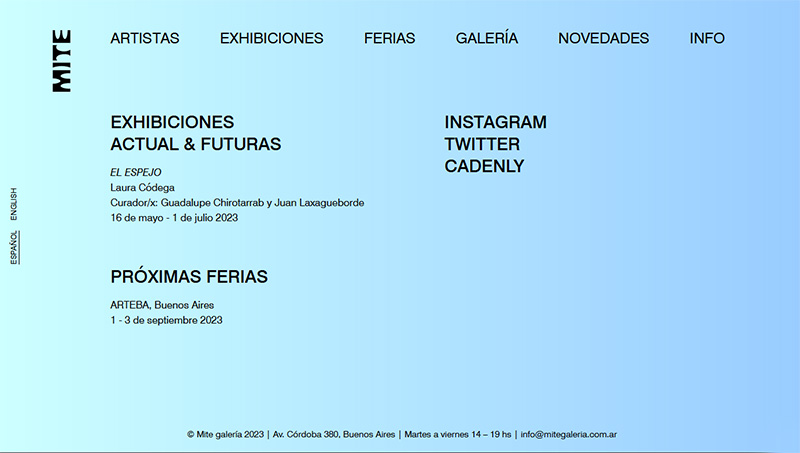 MITE
ARTISTAS EXHIBICIONES FERIAS GALERÍA NOVEDADES INFO
EXHIBICIONES
ACTUAL & FUTURAS
EL ESPEJO
Laura Códega
Curador/x: Guadalupe Chirotarrab y Juan Laxagueborde
16 de mayo - 1 de julio 2023
PRÓXIMAS FERIAS
ARTEBA, Buenos Aires
1 - 3 de septiembre 2023
INSTAGRAM
TWITTER
CADENLY
ESPAÑOL ENGLISH
© Mite galería 2023 | Av. Córdoba 380, Buenos Aires | Martes a viernes 14 – 19 hs | info@mitegaleria.com.ar